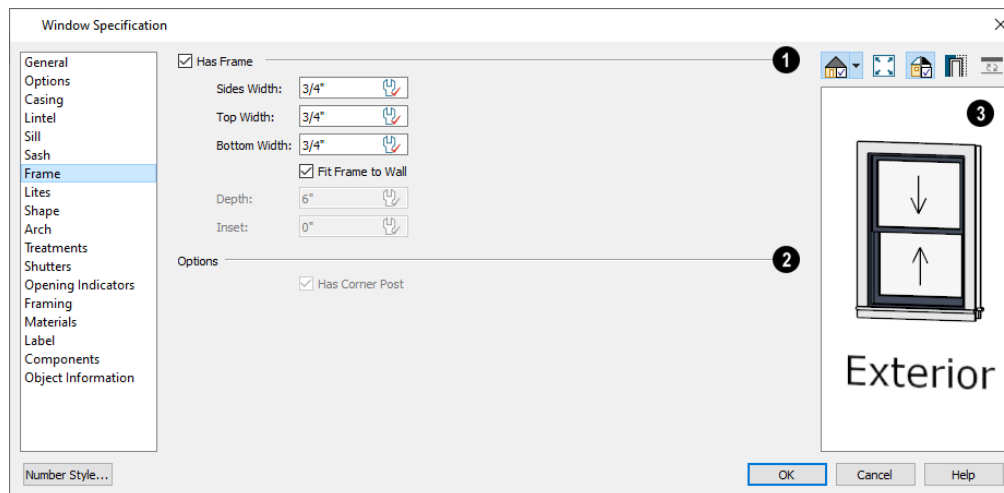 Window Specification
General
Options
Casing
Lintel
Sill
Sash
Frame
Lites
Shape
Arch
Treatments
Shutters
Opening Indicators
Framing
Materials
Label
Components
Object Information
Has Frame
1
Sides Width: 3/4"
Top Width: 3/4"
Bottom Width: 3/4"
Fit Frame to Wall
Depth: 6"
Inset: 0"
Options
2
Has Corner Post
3
Exterior
Number Style...
OK
Cancel
Help